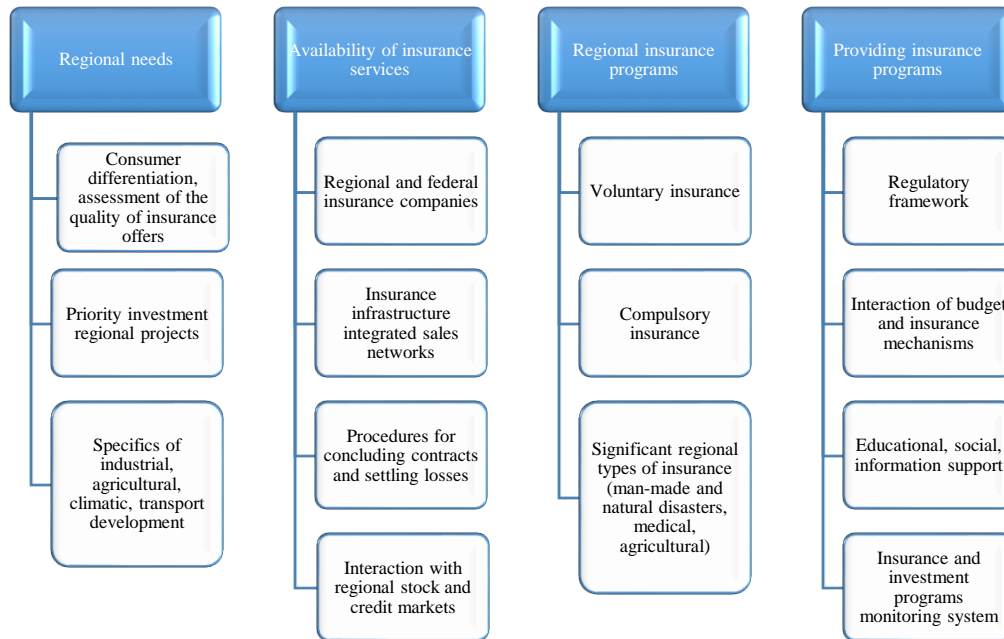 Regional needs
Consumer
differentiation,
assessment of the
quality of insurance
offers
Priority investment
regional projects
Specifics of
industrial,
agricultural,
climatic, transport
development
Availability of insurance
services
Regional and federal
insurance companies
Insurance
infrastructure
integrated sales
networks
Procedures for
concluding contracts
and settling losses
Interaction with
regional stock and
credit markets
Regional insurance
programs
Voluntary insurance
Compulsory
insurance
Significant regional
types of insurance
(man-made and
natural disasters,
medical,
agricultural)
Providing insurance
programs
Regulatory
framework
Interaction of budget
and insurance
mechanisms
Educational, social,
information support
Insurance and
investment
programs
monitoring system